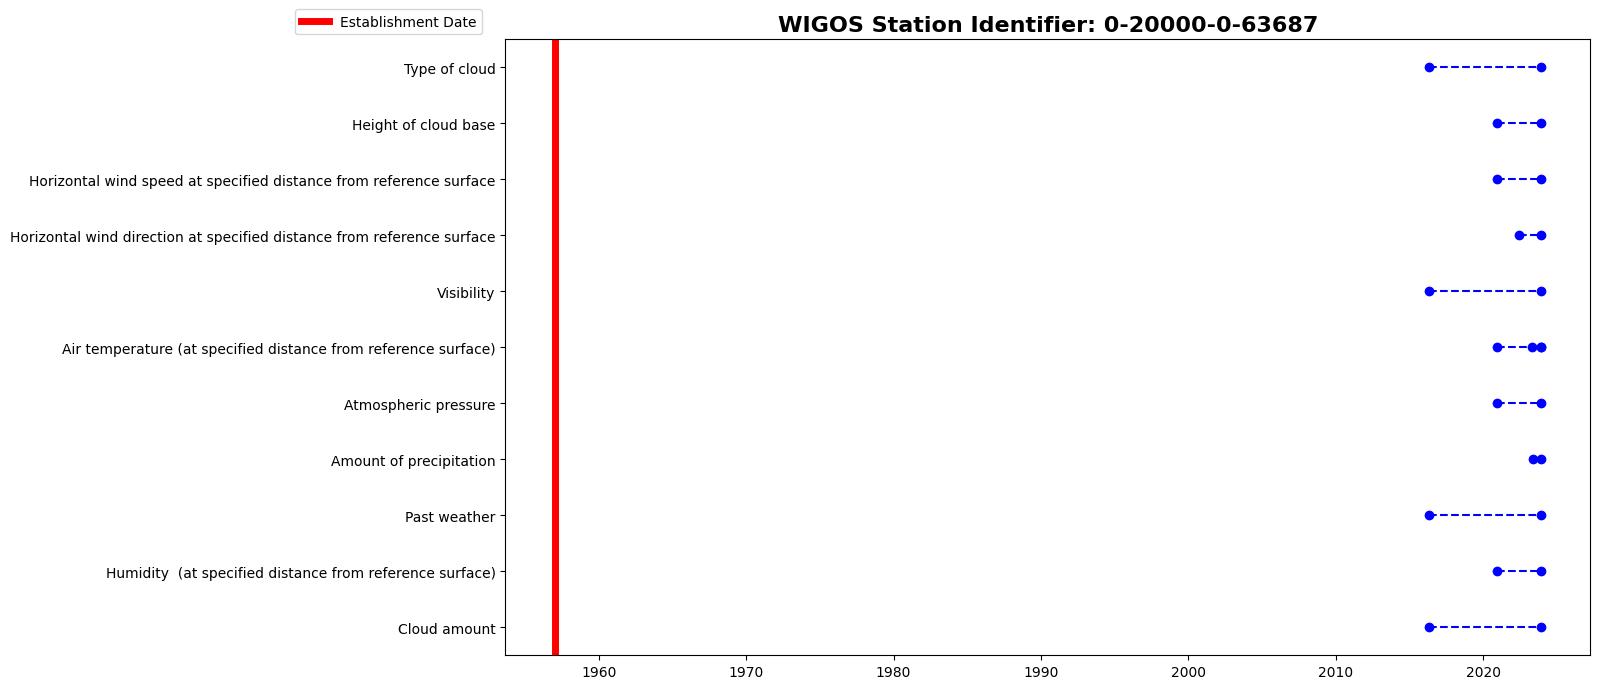 Establishment Date
WIGOS Station Identifier: 0-20000-0-63687
Type of cloud
Height of cloud base
Horizontal wind speed at specified distance from reference surface
Horizontal wind direction at specified distance from reference surface
Visibility
Air temperature (at specified distance from reference surface)
Atmospheric pressure
Amount of precipitation
Past weather
Humidity  (at specified distance from reference surface)
Cloud amount
1960 1970 1980 1990 2000 2010 2020